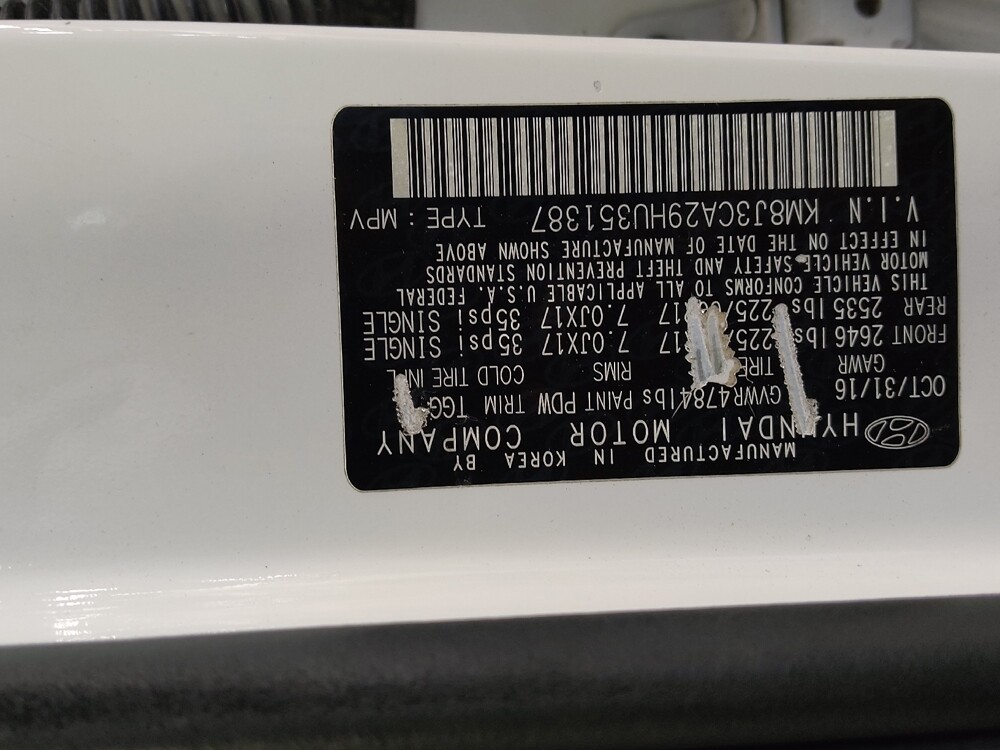 MANUFACTURED IN KOREA BY
HYUNDAI MOTOR COMPANY
OCT/31/16 GVWR 4784lbs PAINT PDW TRIM TGG
GAWR RIMS COLD TIRE INFL
FRONT 2646 lbs 7.0JX17 35psi SINGLE
REAR 2535 lbs 7.0JX17 35psi SINGLE
THIS VEHICLE CONFORMS TO ALL APPLICABLE U.S.A. FEDERAL
MOTOR VEHICLE SAFETY AND THEFT PREVENTION STANDARDS
IN EFFECT ON THE DATE OF MANUFACTURE SHOWN ABOVE
V.I.N : KM8J3CA29HU351387 TYPE : MPV